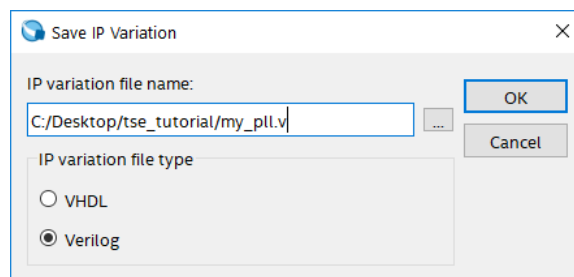 Save IP Variation
IP variation file name:
C:/Desktop/tse_tutorial/my_pll.v
...
OK
Cancel
IP variation file type
VHDL
Verilog